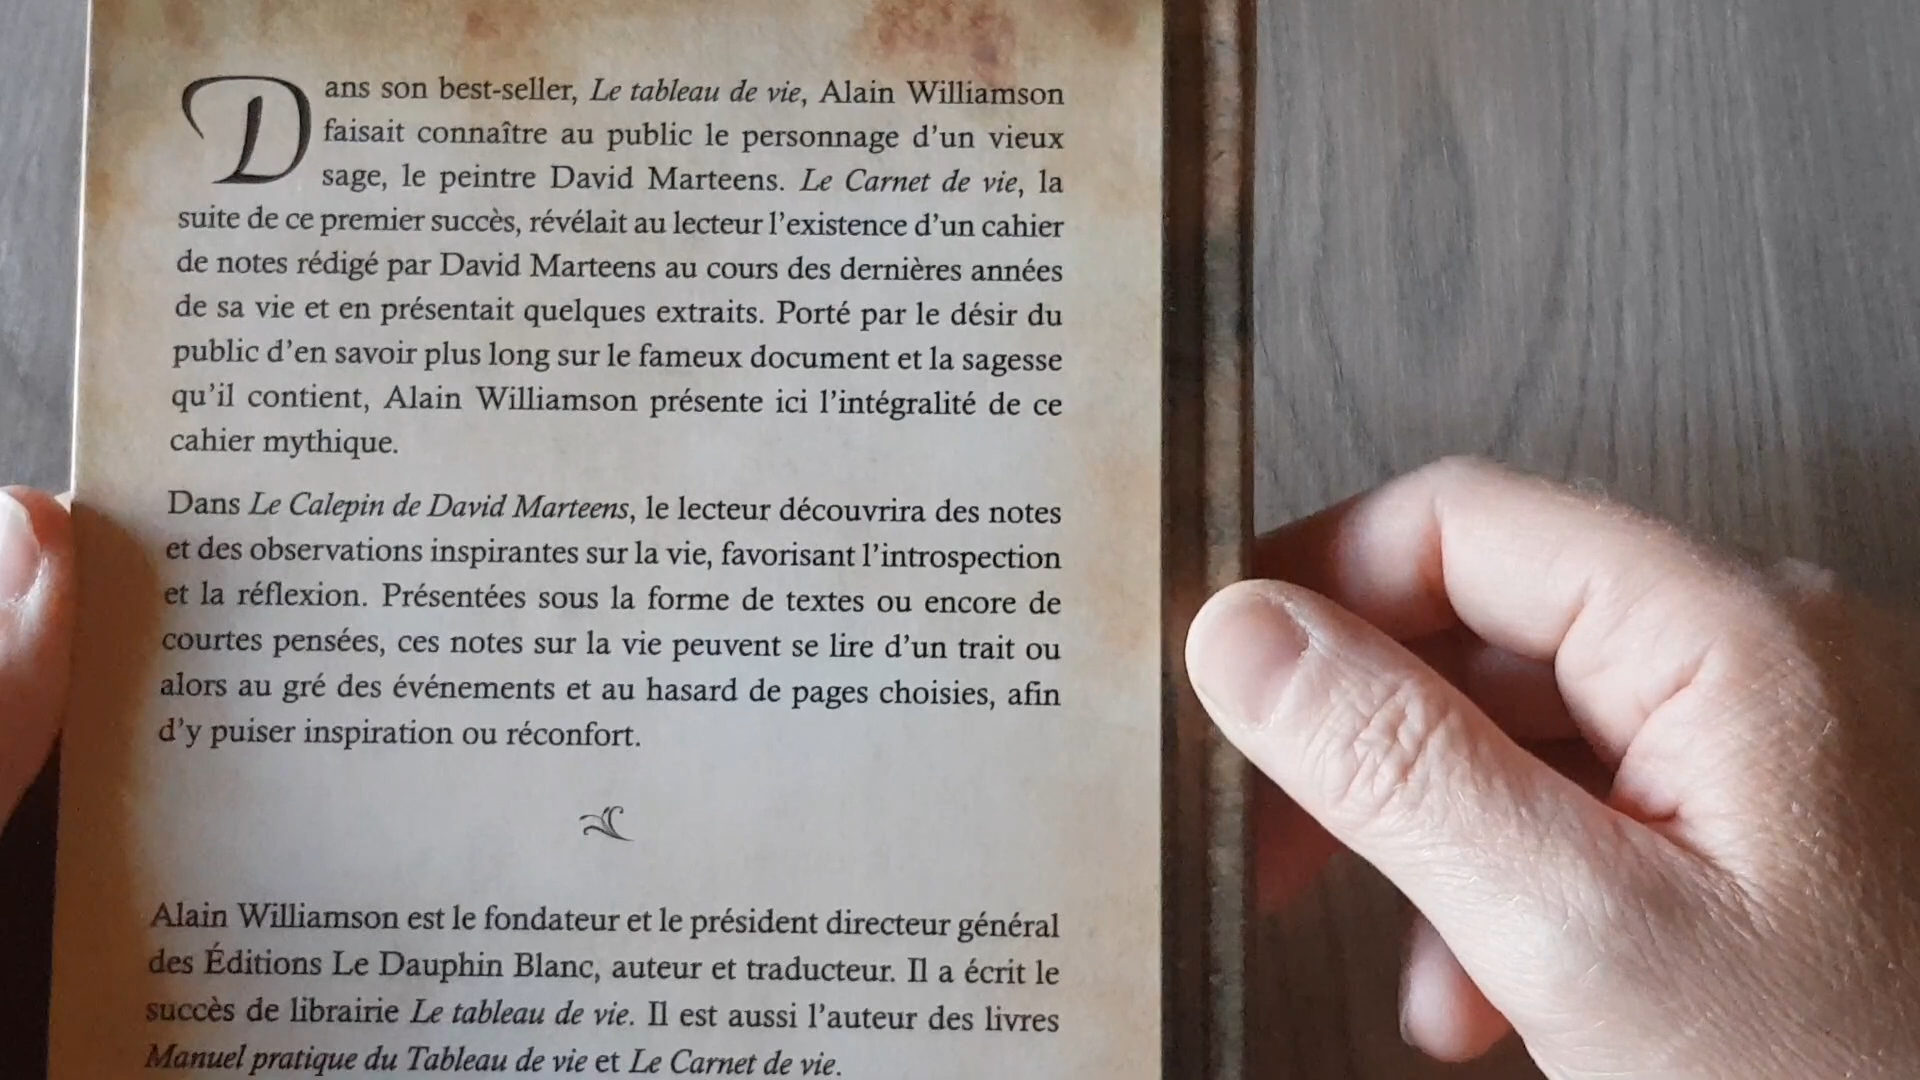 Dans son best-seller, Le tableau de vie, Alain Williamson
faisait connaître au public le personnage d'un vieux
sage, le peintre David Marteens. Le Carnet de vie, la
suite de ce premier succès, révélait au lecteur l'existence d'un cahier
de notes rédigé par David Marteens au cours des dernières années
de sa vie et en présentait quelques extraits. Porté par le désir du
public d'en savoir plus long sur le fameux document et la sagesse
qu'il contient, Alain Williamson présente ici l'intégralité de ce
cahier mythique.
Dans Le Calepin de David Marteens, le lecteur découvrira des notes
et des observations inspirantes sur la vie, favorisant l'introspection
et la réflexion. Présentées sous la forme de textes ou encore de
courtes pensées, ces notes sur la vie peuvent se lire d'un trait ou
alors au gré des événements et au hasard de pages choisies, afin
d'y puiser inspiration ou réconfort.
Alain Williamson est le fondateur et le président directeur général
des Éditions Le Dauphin Blanc, auteur et traducteur. Il a écrit le
succès de librairie Le tableau de vie. Il est aussi l'auteur des livres
Manuel pratique du Tableau de vie et Le Carnet de vie.